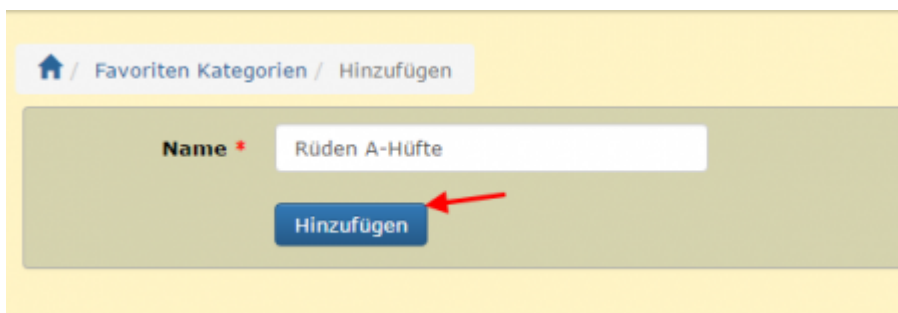 / Favoriten Kategorien / Hinzufügen
Name * Rüden A-Hüfte
Hinzufügen